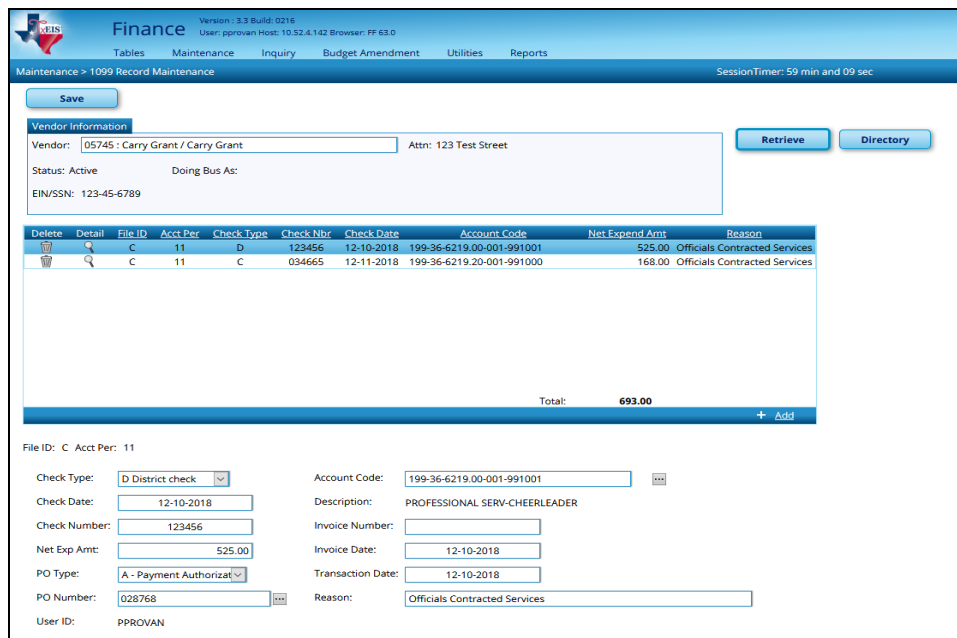 TxEIS
Finance
Version : 3.3 Build: 0216
User: pprovan Host: 10.52.4.142 Browser: FF 63.0
Tables Maintenance Inquiry Budget Amendment Utilities Reports
Maintenance > 1099 Record Maintenance SessionTimer: 59 min and 09 sec
Save
Vendor Information
Vendor: 05745 : Carry Grant / Carry Grant Attn: 123 Test Street
Retrieve Directory
Status: Active Doing Bus As:
EIN/SSN: 123-45-6789
Delete Detail File ID Acct Per Check Type Check Nbr Check Date Account Code Net Expend Amt Reason
C 11 D 123456 12-10-2018 199-36-6219.00-001-991001 525.00 Officials Contracted Services
C 11 C 034665 12-11-2018 199-36-6219.20-001-991000 168.00 Officials Contracted Services
Total: 693.00
+ Add
File ID: C Acct Per: 11
Check Type: D District check Account Code: 199-36-6219.00-001-991001 ...
Check Date: 12-10-2018 Description: PROFESSIONAL SERV-CHEERLEADER
Check Number: 123456 Invoice Number:
Net Exp Amt: 525.00 Invoice Date: 12-10-2018
PO Type: A - Payment Authorizat Transaction Date: 12-10-2018
PO Number: 028768 ... Reason: Officials Contracted Services
User ID: PPROVAN